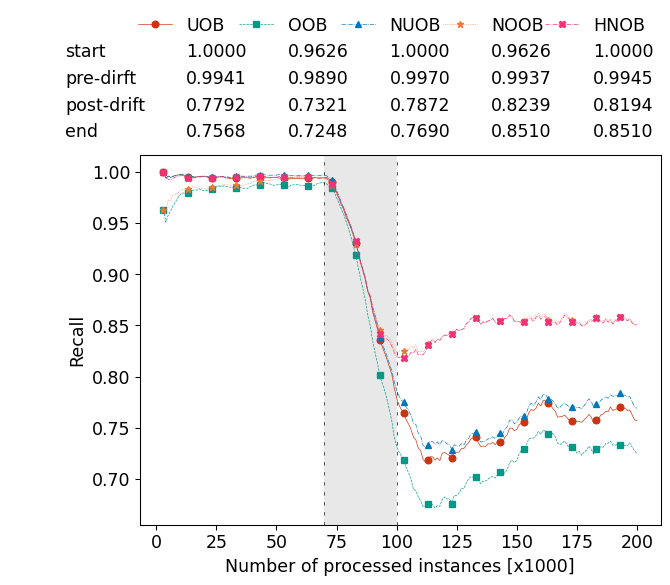 UOB OOB NUOB NOOB HNOB
start 1.0000 0.9626 1.0000 0.9626 1.0000
pre-dirft 0.9941 0.9890 0.9970 0.9937 0.9945
post-drift 0.7792 0.7321 0.7872 0.8239 0.8194
end 0.7568 0.7248 0.7690 0.8510 0.8510
1.00
0.95
0.90
0.85
0.80
0.75
0.70
Recall
0 25 50 75 100 125 150 175 200
Number of processed instances [x1000]